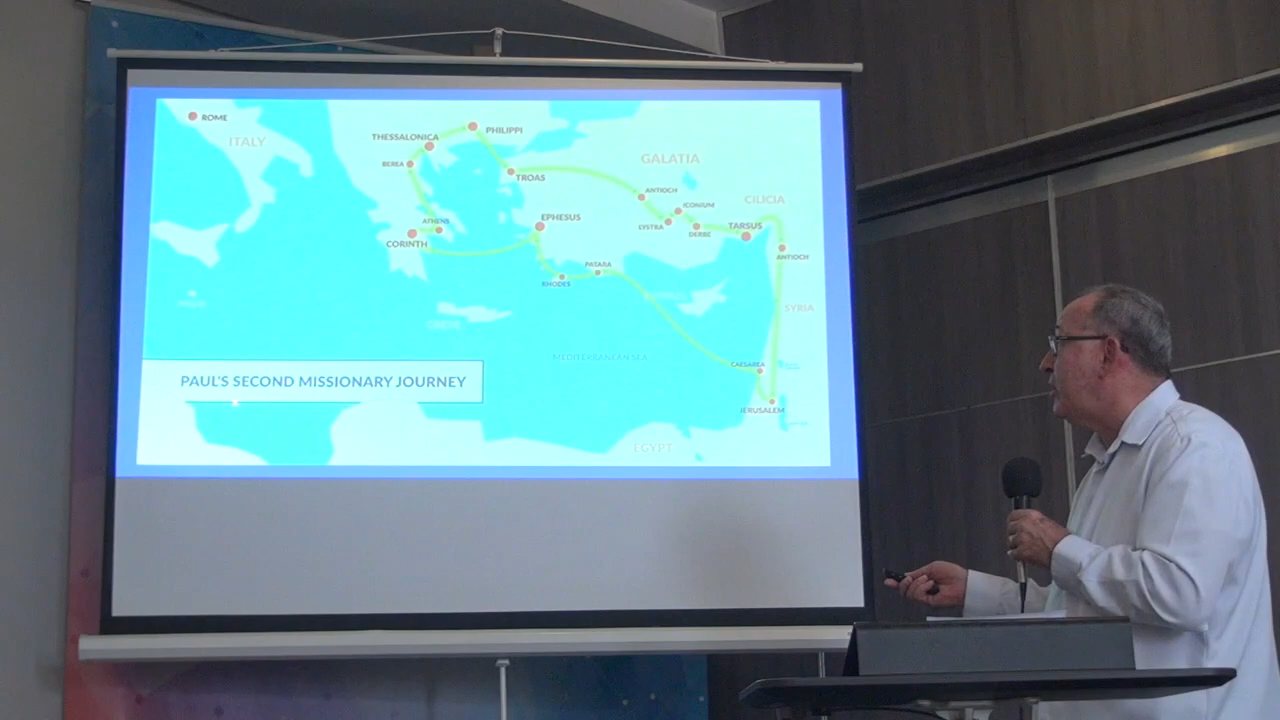 ROME
ITALY
THESSALONICA
PHILIPPI
BEREA
TROAS
GALATIA
ANTIOCH
ICONIUM
CILICIA
LYSTRA
DERBE
TARSUS
ATHENS
CORINTH
EPHESUS
ANTIOCH
PATARA
RHODES
SYRIA
CRETE
MEDITERRANEAN SEA
CAESAREA
PAUL'S SECOND MISSIONARY JOURNEY
JERUSALEM
EGYPT